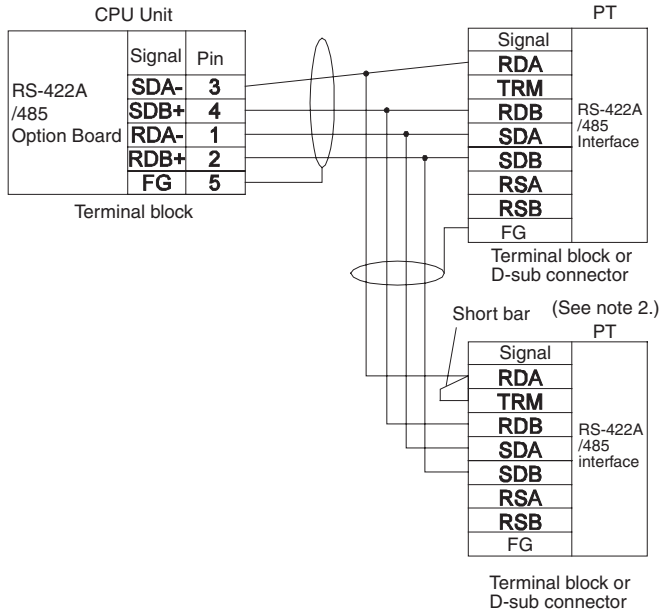 CPU Unit
Signal Pin
RS-422A
/485
Option Board
SDA- 3
SDB+ 4
RDA- 1
RDB+ 2
FG 5
Terminal block
PT
Signal
RDA
TRM
RDB
SDA
SDB
RSA
RSB
FG
RS-422A
/485
Interface
Terminal block or
D-sub connector
Short bar
(See note 2.)
PT
Signal
RDA
TRM
RDB
SDA
SDB
RSA
RSB
FG
RS-422A
/485
interface
Terminal block or
D-sub connector